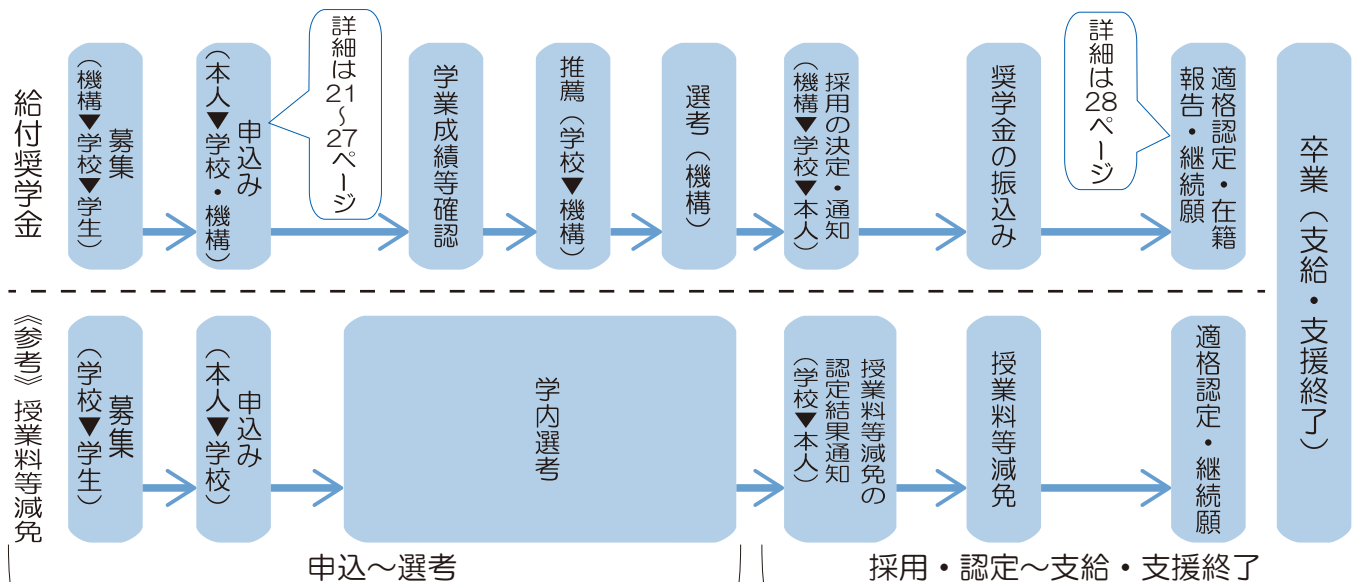 給付奨学金
募集
（機構▼学校▼学生）
申込み
（本人▼学校・機構）
詳細は
21～27ページ
学業成績等確認
推薦（学校▼機構）
選考（機構）
採用の決定・通知
（機構▼学校▼本人）
奨学金の振込み
詳細は28ページ
適格認定・在籍
報告・継続願
卒業（支給・支援終了）
《参考》授業料等減免
募集
（学校▼学生）
申込み
（本人▼学校）
学内選考
授業料等減免の
認定結果通知
（学校▼本人）
授業料等減免
適格認定・継続願
申込～選考
採用・認定～支給・支援終了